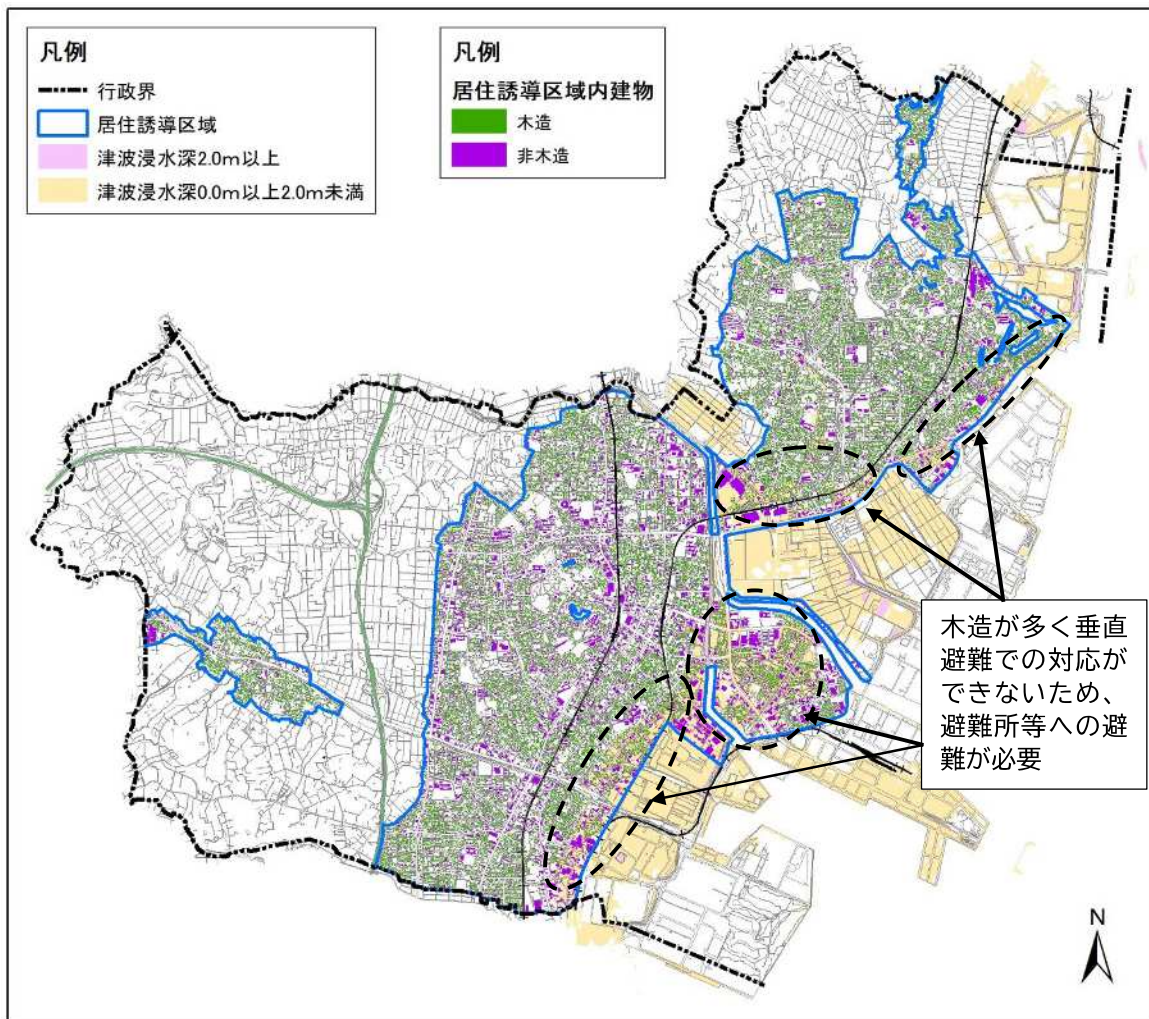 凡例
行政界
居住誘導区域
津波浸水深2.0m以上
津波浸水深0.0m以上2.0m未満
凡例
居住誘導区域内建物
木造
非木造
木造が多く垂直
避難での対応が
できないため、
避難所等への避
難が必要
N